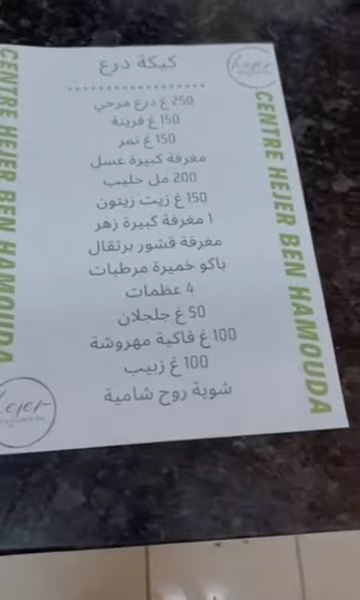 كيكة درع
250 غ درع مرحي
150 غ فرينة
150 غ تمر
مغرفة كبيرة عسل
200 مل حليب
150 غ زيت زيتون
1 مغرفة كبيرة زهر
مغرفة قشور برتقال
باكو خميرة مرطبات
4 عظمات
50 غ جلجلان
100 غ فاكية مهروشة
100 غ زبيب
شوية روح شامية
CENTRE HEJER BEN HAMOUDA
CENTRE HEJER BEN HAMOUDA
hejer